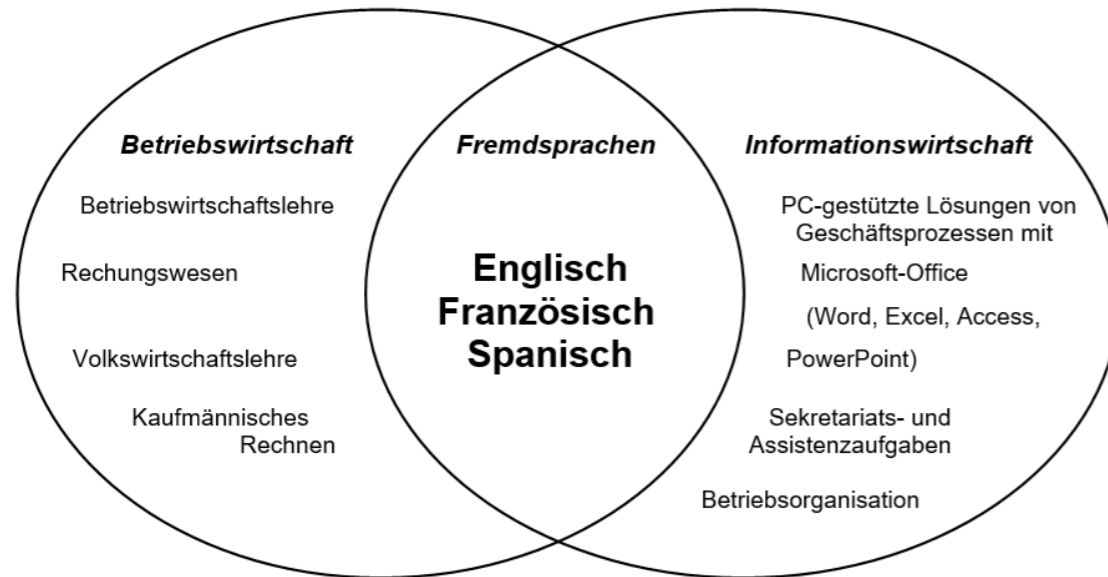 Betriebswirtschaft
Betriebswirtschaftslehre
Rechungswesen
Volkswirtschaftslehre
Kaufmännisches
Rechnen
Fremdsprachen
Englisch
Französisch
Spanisch
Informationswirtschaft
PC-gestützte Lösungen von
Geschäftsprozessen mit
Microsoft-Office
(Word, Excel, Access,
PowerPoint)
Sekretariats- und
Assistenzaufgaben
Betriebsorganisation